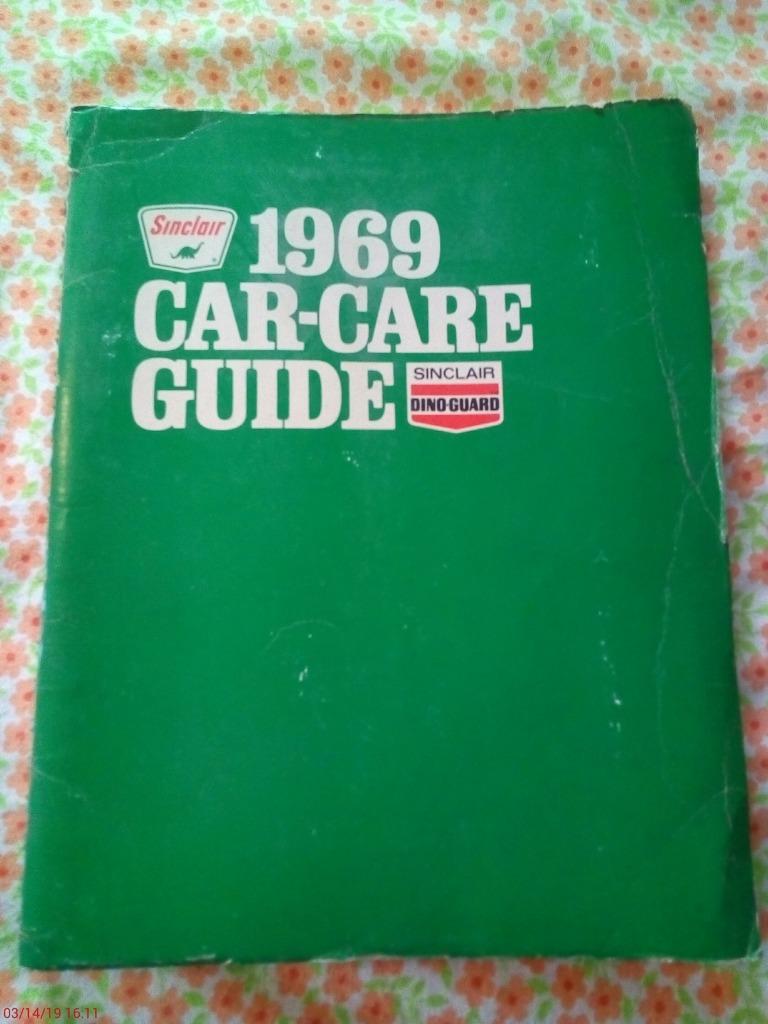 Sinclair
1969
CAR-CARE
GUIDE
SINCLAIR
DINO-GUARD
03/14/19 16:11